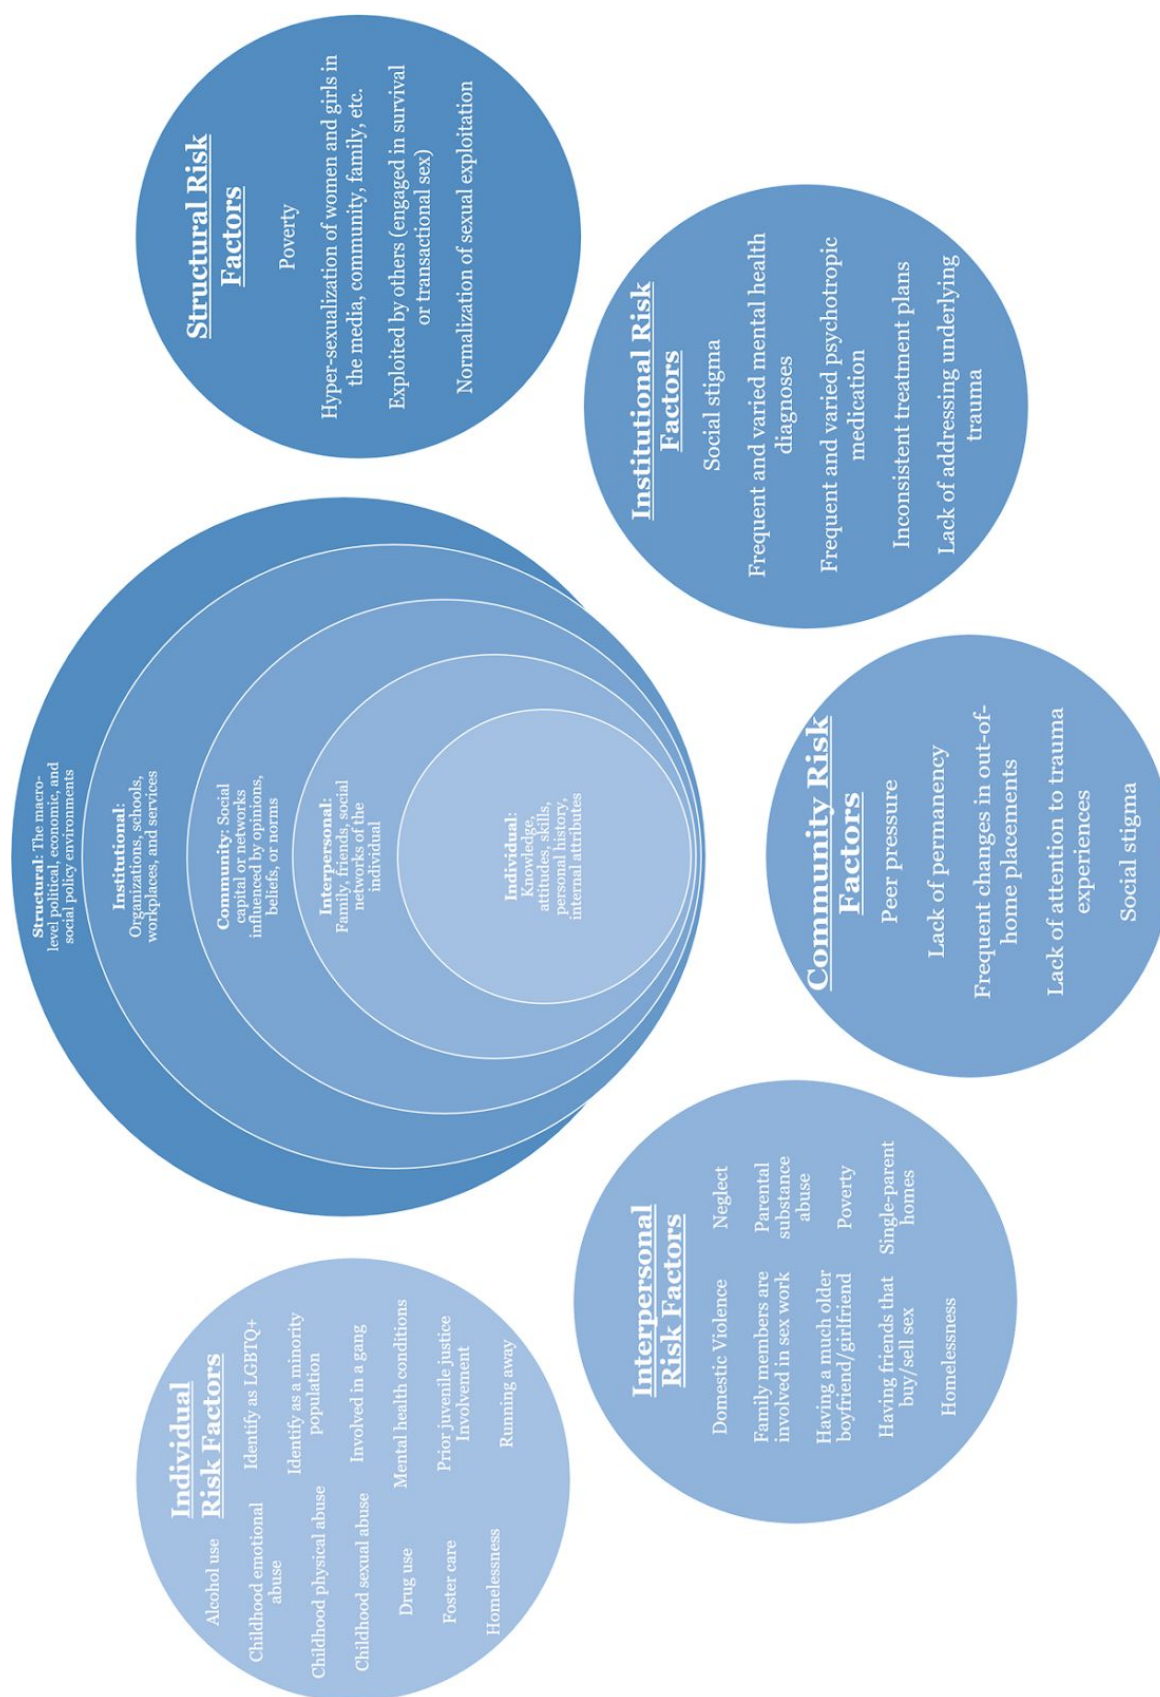 Structural: The macro-
level political, economic, and
social policy environments
Institutional:
Organizations, schools,
workplaces, and services
Community: Social
capital or networks
influenced by opinions,
beliefs, or norms
Interpersonal:
Family, friends, social
networks of the
individual
Individual:
Knowledge,
attitudes, skills,
personal history,
internal attributes
Individual
Risk Factors
Alcohol use
Childhood emotional
abuse
Childhood physical abuse
Childhood sexual abuse
Drug use
Foster care
Homelessness
Identify as LGBTQ+
Identify as a minority
population
Involved in a gang
Mental health conditions
Prior juvenile justice
Involvement
Running away
Interpersonal
Risk Factors
Domestic Violence
Family members are
involved in sex work
Having a much older
boyfriend/girlfriend
Having friends that
buy/sell sex
Homelessness
Neglect
Parental
substance
abuse
Poverty
Single-parent
homes
Community Risk
Factors
Peer pressure
Lack of permanency
Frequent changes in out-of-
home placements
Lack of attention to trauma
experiences
Social stigma
Institutional Risk
Factors
Social stigma
Frequent and varied mental health
diagnoses
Frequent and varied psychotropic
medication
Inconsistent treatment plans
Lack of addressing underlying
trauma
Structural Risk
Factors
Poverty
Hyper-sexualization of women and girls in
the media, community, family, etc.
Exploited by others (engaged in survival
or transactional sex)
Normalization of sexual exploitation